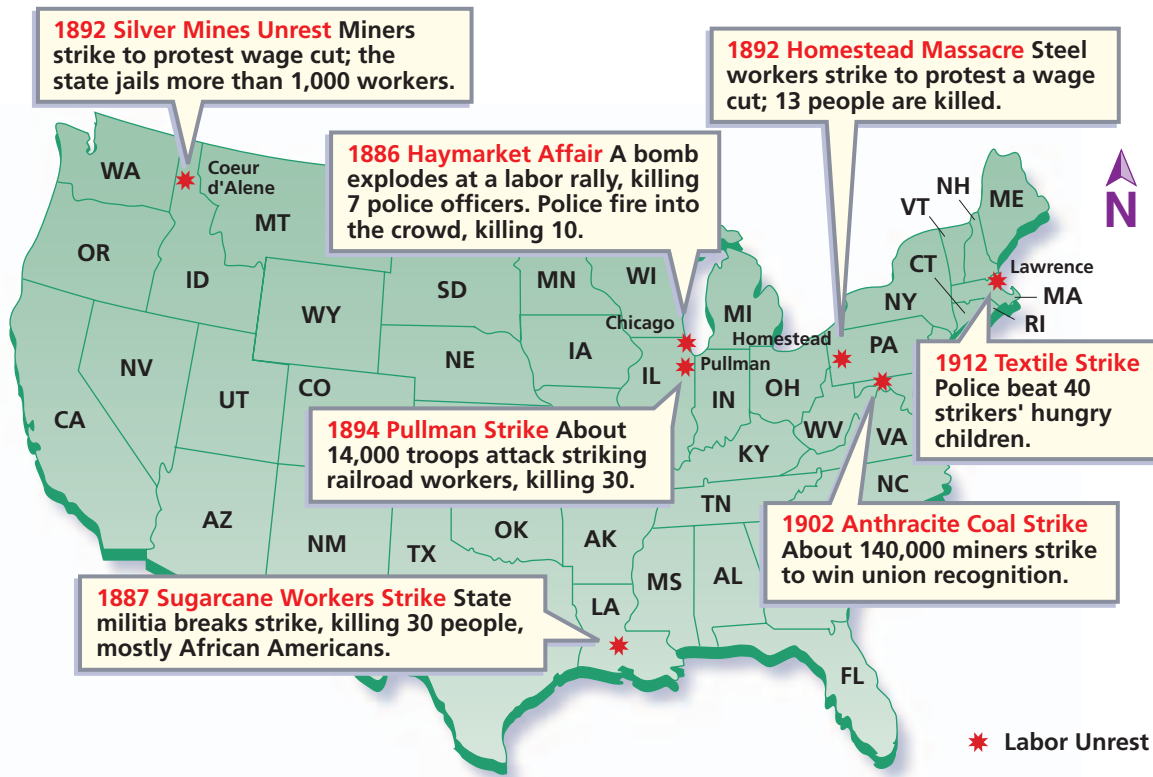 1892 Silver Mines Unrest Miners
strike to protest wage cut; the
state jails more than 1,000 workers.
1892 Homestead Massacre Steel
workers strike to protest a wage
cut; 13 people are killed.
1886 Haymarket Affair A bomb
explodes at a labor rally, killing
7 police officers. Police fire into
the crowd, killing 10.
N
WA
Coeur
d'Alene
MT
OR
ID
WY
SD
MN
WI
MI
NH
VT
ME
CT
Lawrence
MA
RI
NY
Chicago
Homestead
PA
Pullman
NV
NE
IA
IL
IN
OH
CA
UT
CO
WV
VA
KY
NC
1912 Textile Strike
Police beat 40
strikers' hungry
children.
1894 Pullman Strike About
14,000 troops attack striking
railroad workers, killing 30.
TN
AZ
NM
TX
OK
AK
MS
AL
LA
1902 Anthracite Coal Strike
About 140,000 miners strike
to win union recognition.
1887 Sugarcane Workers Strike State
militia breaks strike, killing 30 people,
mostly African Americans.
FL
Labor Unrest